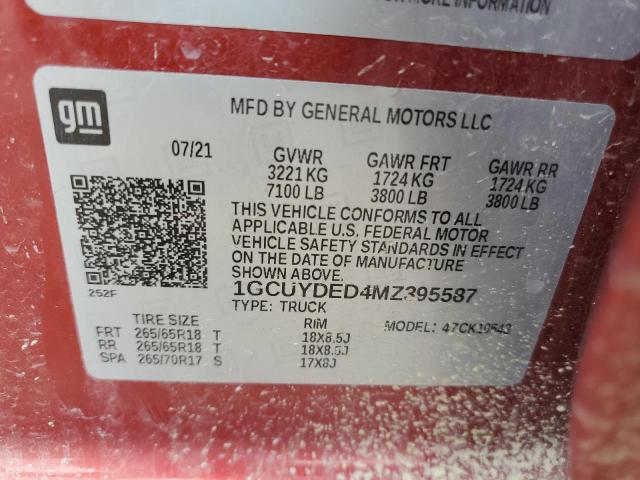 MORE INFORMATION
gm
MFD BY GENERAL MOTORS LLC
07/21
GVWR GAWR FRT GAWR RR
3221 KG 1724 KG 1724 KG
7100 LB 3800 LB 3800 LB
THIS VEHICLE CONFORMS TO ALL
APPLICABLE U.S. FEDERAL MOTOR
VEHICLE SAFETY STANDARDS IN EFFECT
ON THE DATE OF MANUFACTURE
SHOWN ABOVE.
252F
1GCUYDED4MZ395587
TYPE: TRUCK
TIRE SIZE RIM MODEL: 47CK10543
FRT 265/65R18 T 18X8.5J
RR 265/65R18 T 18X8.5J
SPA 265/70R17 S 17X8J